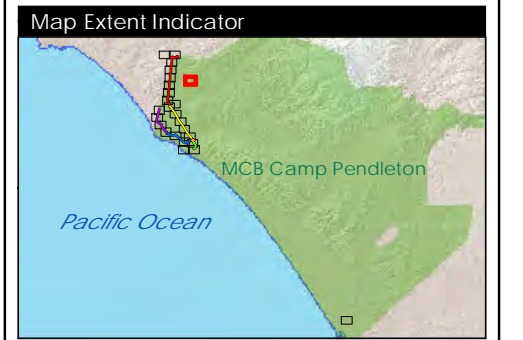 Map Extent Indicator
MCB Camp Pendleton
Pacific Ocean